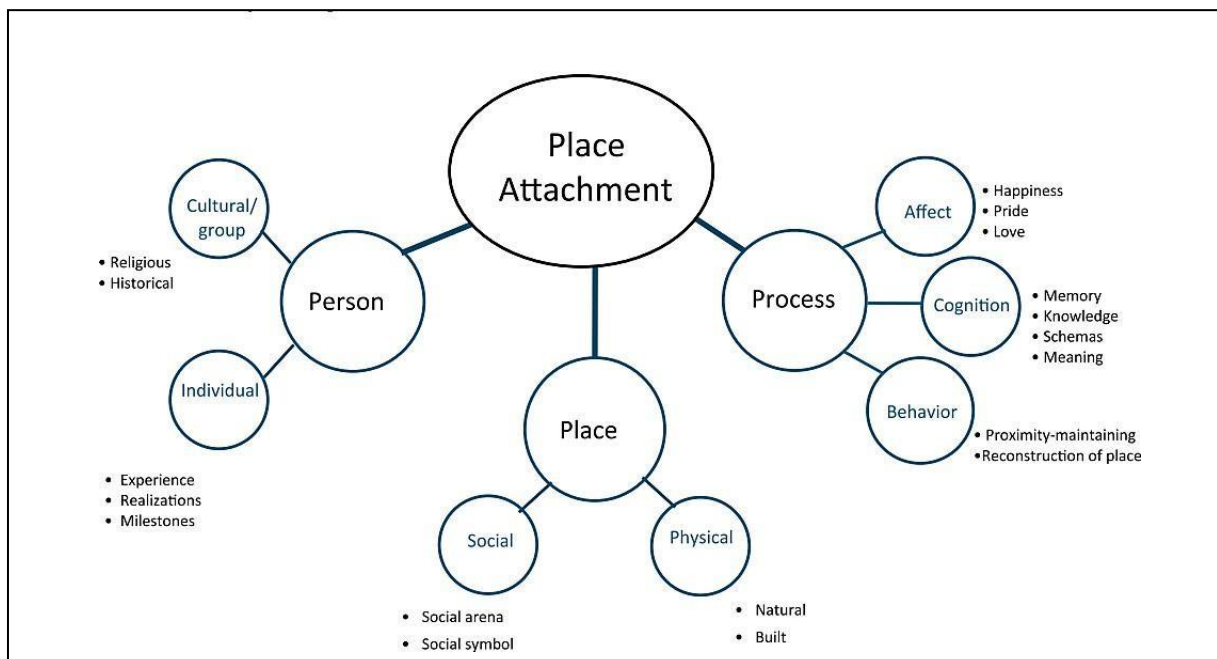 Place
Attachment
Cultural/
group
• Religious
• Historical
Person
Individual
• Experience
• Realizations
• Milestones
Place
Social
• Social arena
• Social symbol
Physical
• Natural
• Built
Process
Affect
• Happiness
• Pride
• Love
Cognition
• Memory
• Knowledge
• Schemas
• Meaning
Behavior
• Proximity-maintaining
•Reconstruction of place